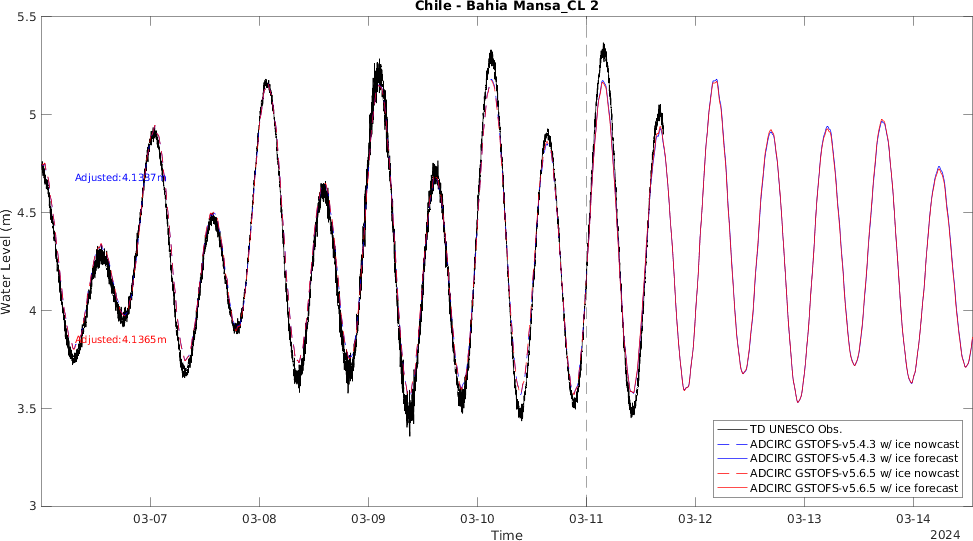 Chile - Bahia Mansa_CL 2
5.5
5
4.5
4
3.5
3
Water Level (m)
Adjusted:4.1337m
Adjusted:4.1365m
TD UNESCO Obs.
ADCIRC GSTOFS-v5.4.3 w/ ice nowcast
ADCIRC GSTOFS-v5.4.3 w/ ice forecast
ADCIRC GSTOFS-v5.6.5 w/ ice nowcast
ADCIRC GSTOFS-v5.6.5 w/ ice forecast
03-07
03-08
03-09
03-10
03-11
03-12
03-13
03-14
Time
2024